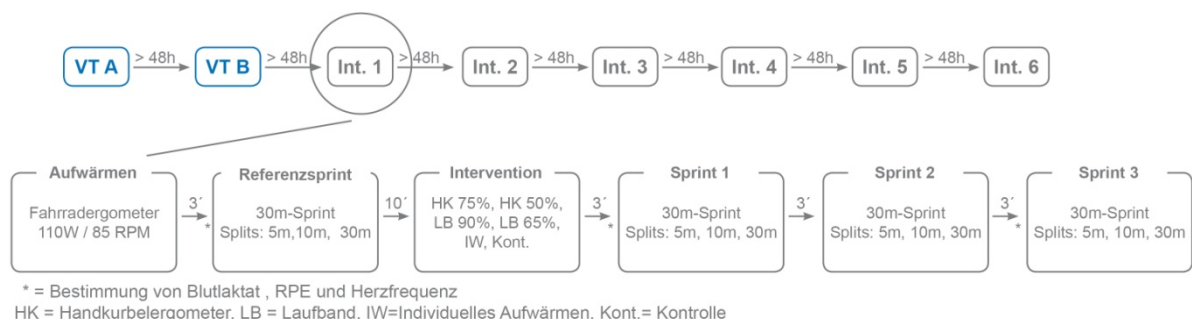 VT A > 48h VT B > 48h Int. 1 > 48h Int. 2 > 48h Int. 3 > 48h Int. 4 > 48h Int. 5 > 48h Int. 6
Aufwärmen
Fahrradergometer
110W / 85 RPM
3´
*
Referenzsprint
30m-Sprint
Splits: 5m,10m, 30m
10´
Intervention
HK 75%, HK 50%,
LB 90%, LB 65%,
IW, Kont.
3´
*
Sprint 1
30m-Sprint
Splits: 5m, 10m, 30m
3´
Sprint 2
30m-Sprint
Splits: 5m, 10m, 30m
3´
*
Sprint 3
30m-Sprint
Splits: 5m, 10m, 30m
* = Bestimmung von Blutlaktat , RPE und Herzfrequenz
HK = Handkurbelergometer, LB = Laufband, IW=Individuelles Aufwärmen, Kont.= Kontrolle